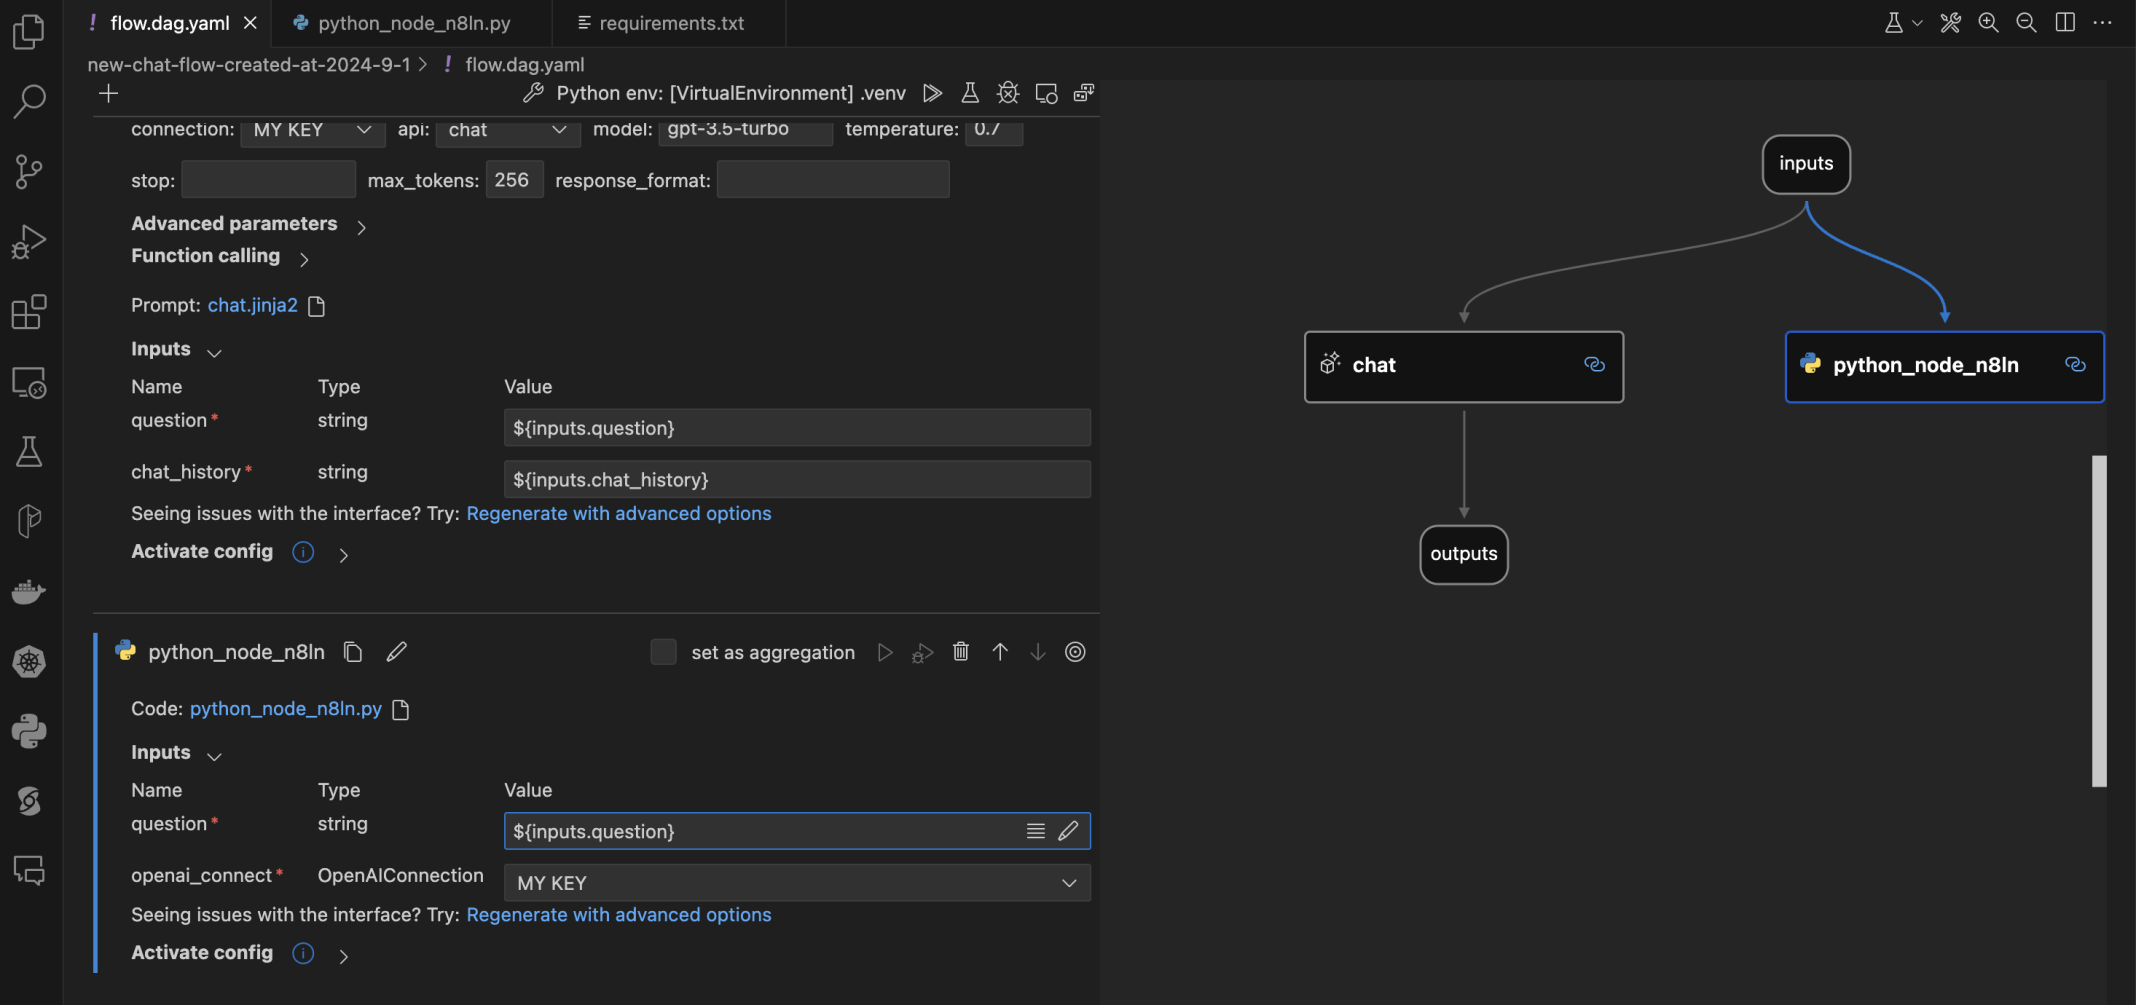 flow.dag.yaml
python_node_n8ln.py
requirements.txt
new-chat-flow-created-at-2024-9-1 > ! flow.dag.yaml
Python env: [VirtualEnvironment] .venv
connection: MY KEY api: chat model: gpt-3.5-turbo temperature: 0.7
stop: max_tokens: 256 response_format:
Advanced parameters
Function calling
Prompt: chat.jinja2
Inputs
Name Type Value
question* string ${inputs.question}
chat_history* string ${inputs.chat_history}
Seeing issues with the interface? Try: Regenerate with advanced options
Activate config
python_node_n8ln
set as aggregation
Code: python_node_n8ln.py
Inputs
Name Type Value
question* string ${inputs.question}
openai_connect* OpenAIConnection MY KEY
Seeing issues with the interface? Try: Regenerate with advanced options
Activate config
inputs
chat
python_node_n8ln
outputs